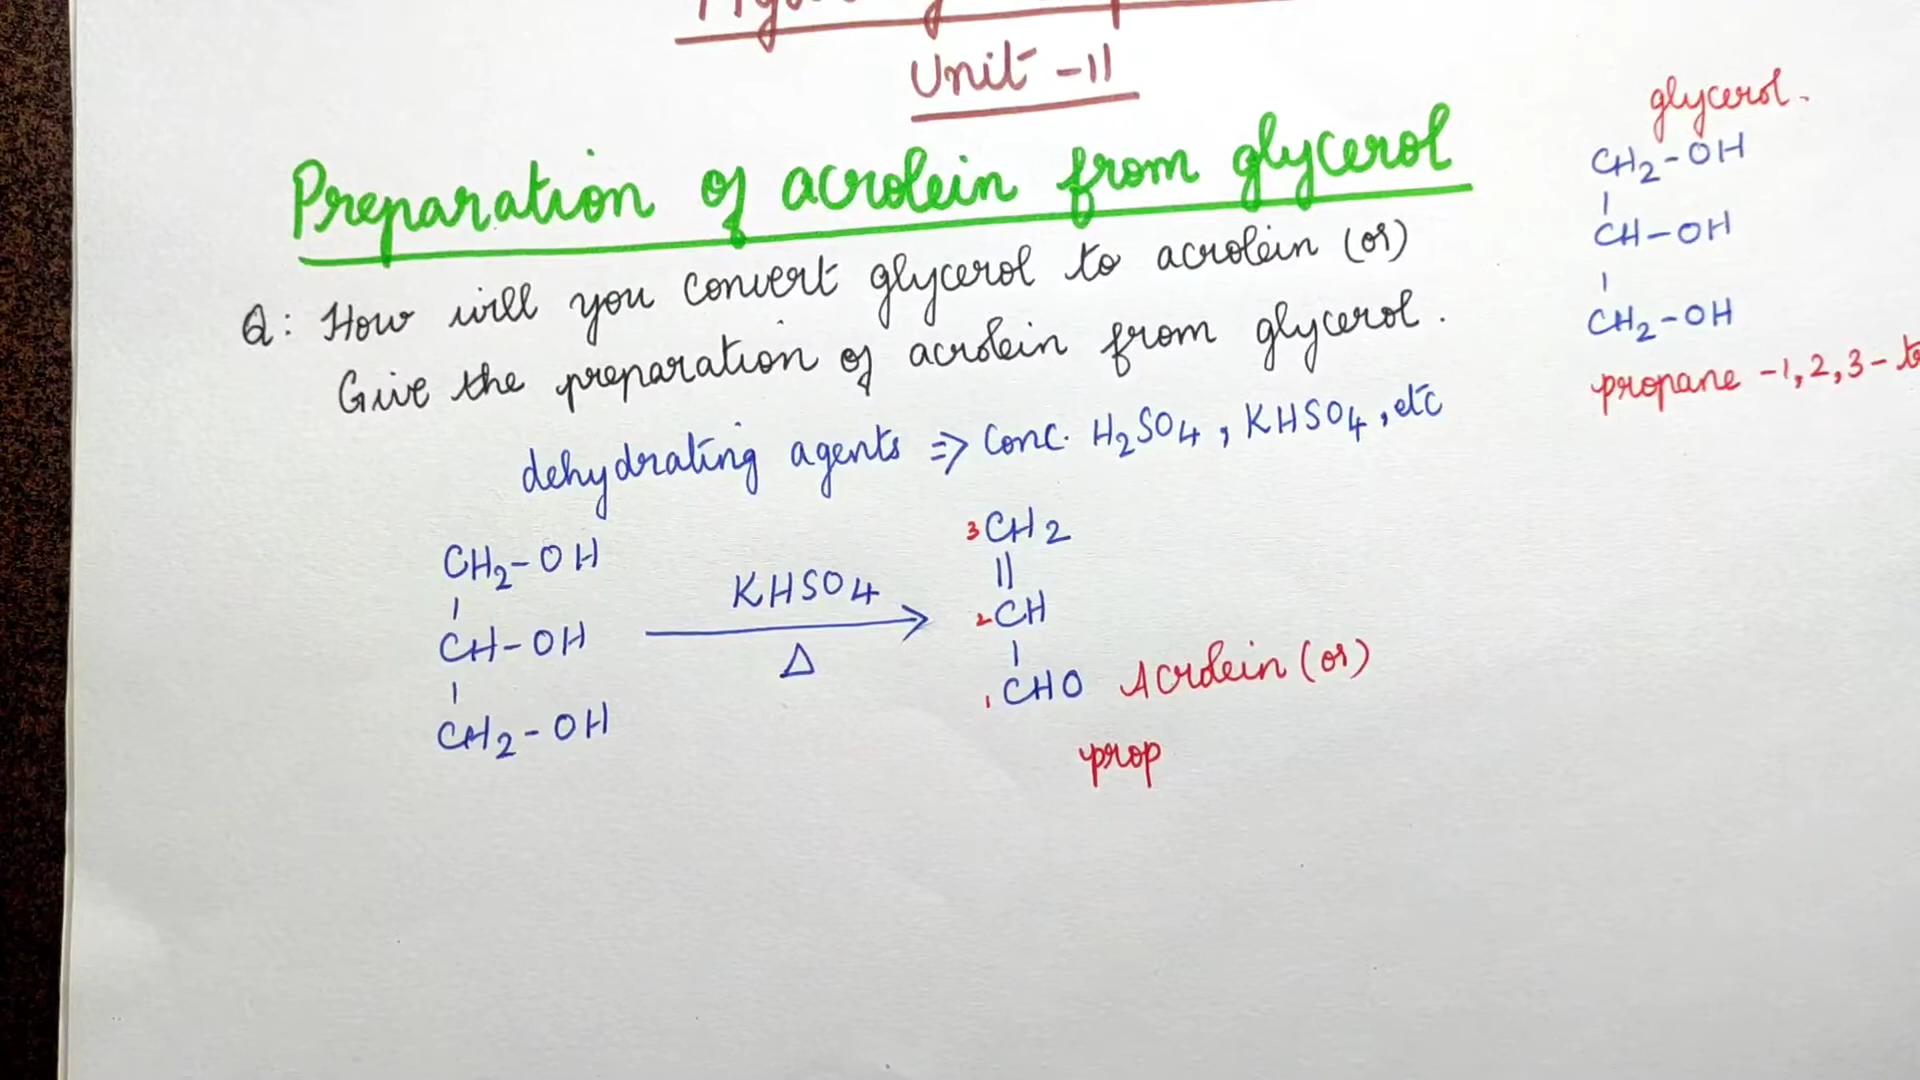 Unit - II
Preparation of acrolein from glycerol
Q: How will you convert glycerol to acrolein (or)
Give the preparation of acrolein from glycerol.
dehydrating agents => Conc. H2SO4, KHSO4, etc
CH2-OH
CH-OH
CH2-OH
KHSO4
Δ
3CH2
2CH
1CHO Acrolein (or)
prop
glycerol.
CH2-OH
CH-OH
CH2-OH
propane -1,2,3-